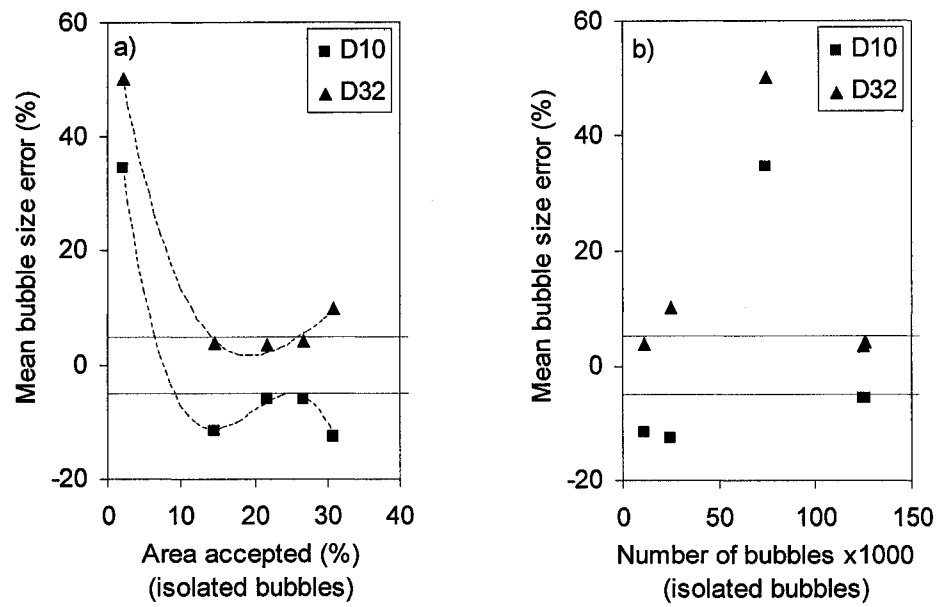 a)
D10
D32
60
40
20
0
-20
0 10 20 30 40
Mean bubble size error (%)
Area accepted (%)
(isolated bubbles)
b)
D10
D32
60
40
20
0
-20
0 50 100 150
Mean bubble size error (%)
Number of bubbles x1000
(isolated bubbles)